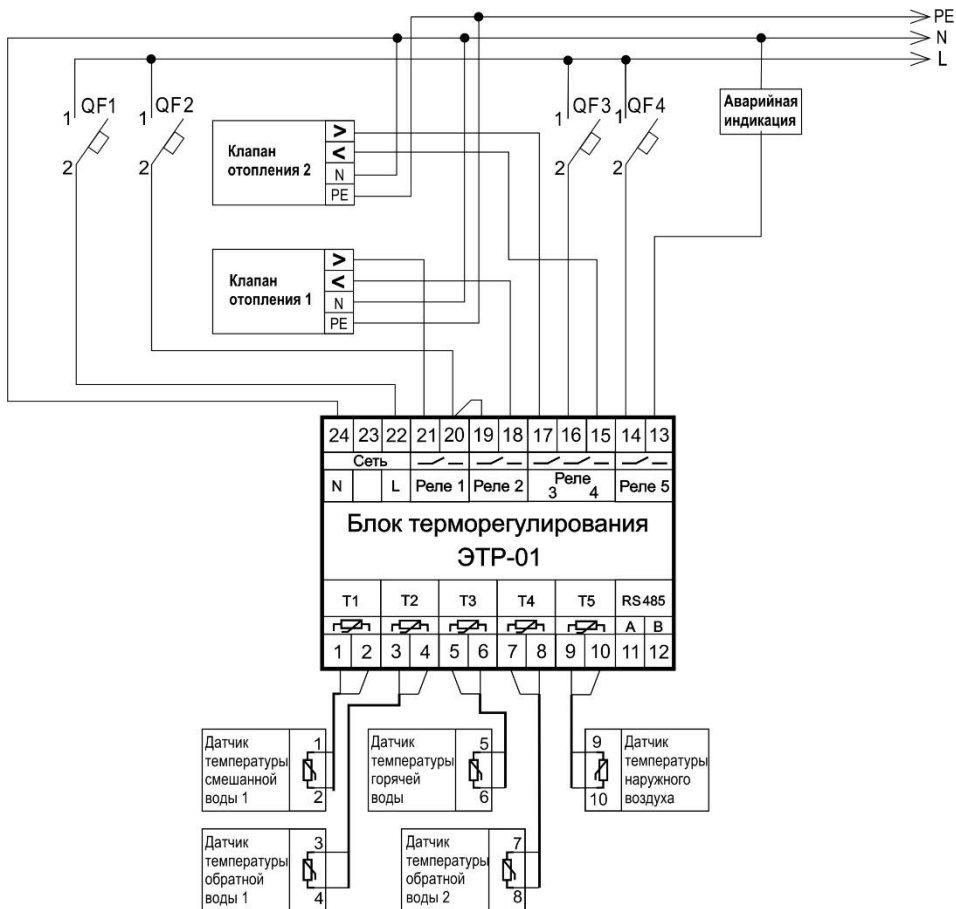 PE
N
L
1 QF1
2
1 QF2
2
1 QF3
2
1 QF4
2
Аварийная
индикация
Клапан
отопления 2
>
<
N
PE
Клапан
отопления 1
>
<
N
PE
24 23 22 21 20 19 18 17 16 15 14 13
Сеть
N L Реле 1 Реле 2 Реле 3 4 Реле 5
Блок терморегулирования
ЭТР-01
T1 T2 T3 T4 T5 RS485
A B
1 2 3 4 5 6 7 8 9 10 11 12
Датчик
температуры
смешанной
воды 1
1
2
Датчик
температуры
горячей
воды
5
6
9
10
Датчик
температуры
наружного
воздуха
Датчик
температуры
обратной
воды 1
3
4
Датчик
температуры
обратной
воды 2
7
8